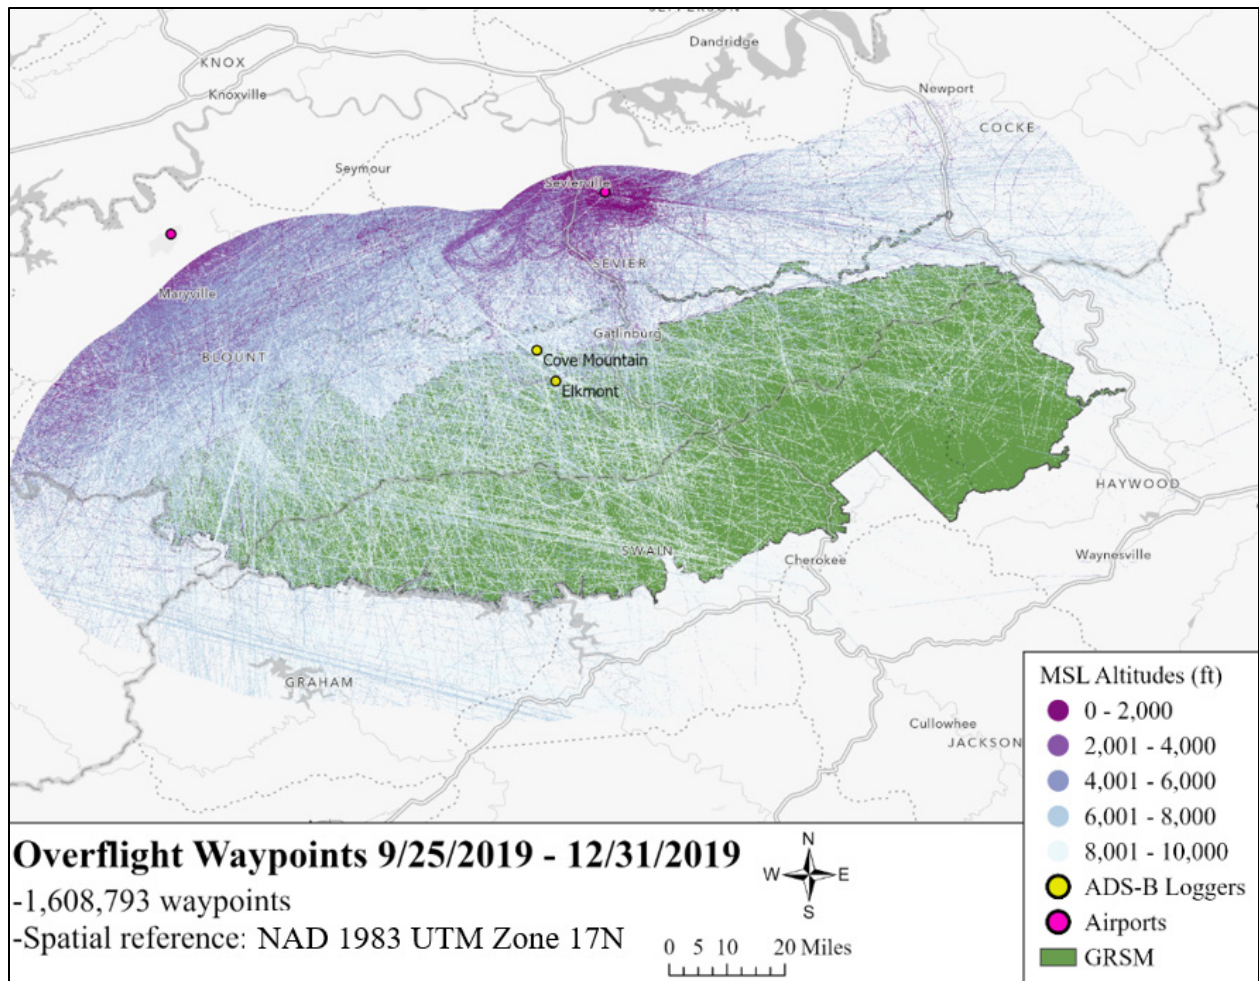 JEFFERSON
Dandridge
KNOX
Knoxville
Newport
COCKE
Seymour
Sevierville
SEVIER
Maryville
Gatlinburg
BLOUNT
Cove Mountain
Elkmont
HAYWOOD
SWAIN
Cherokee
Waynesville
GRAHAM
Cullowhee
JACKSON
MSL Altitudes (ft)
0 - 2,000
2,001 - 4,000
4,001 - 6,000
6,001 - 8,000
8,001 - 10,000
ADS-B Loggers
Airports
GRSM
Overflight Waypoints 9/25/2019 - 12/31/2019
-1,608,793 waypoints
-Spatial reference: NAD 1983 UTM Zone 17N
N
W E
S
0 5 10 20 Miles